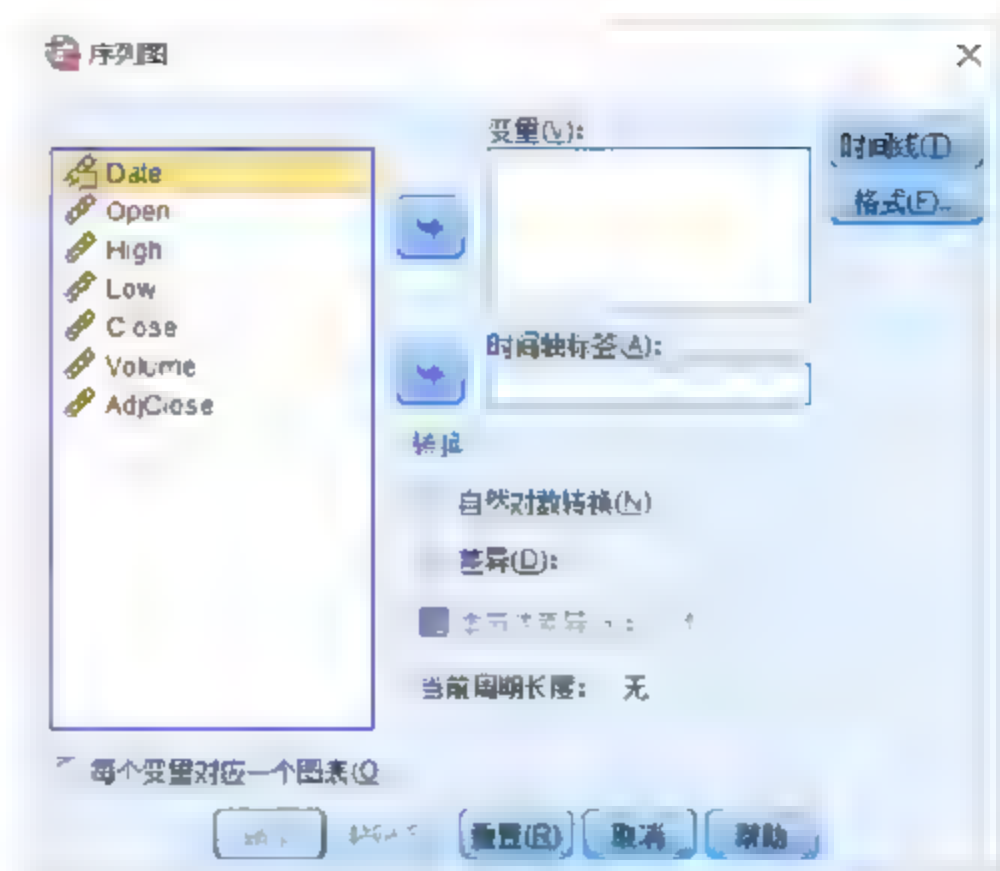 序列图
变量(V):
时间线(T)
Date
格式(F)...
Open
High
Low
Close
时间轴标签(A):
Volume
AdjClose
转换
自然对数转换(N)
差异(D):
当前周期长度: 无
每个变量对应一个图表(O
重置(R) 取消 帮助